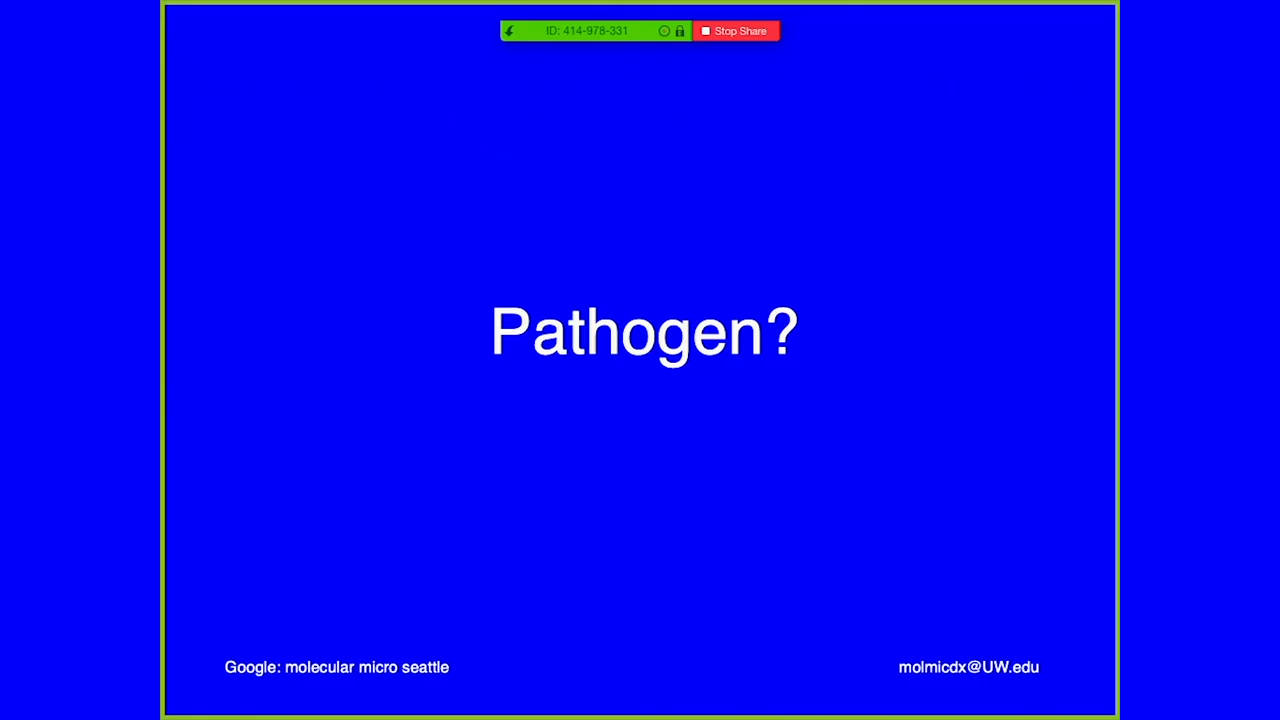 ID: 414-978-331
Stop Share
Pathogen?
Google: molecular micro seattle
molmicdx@UW.edu